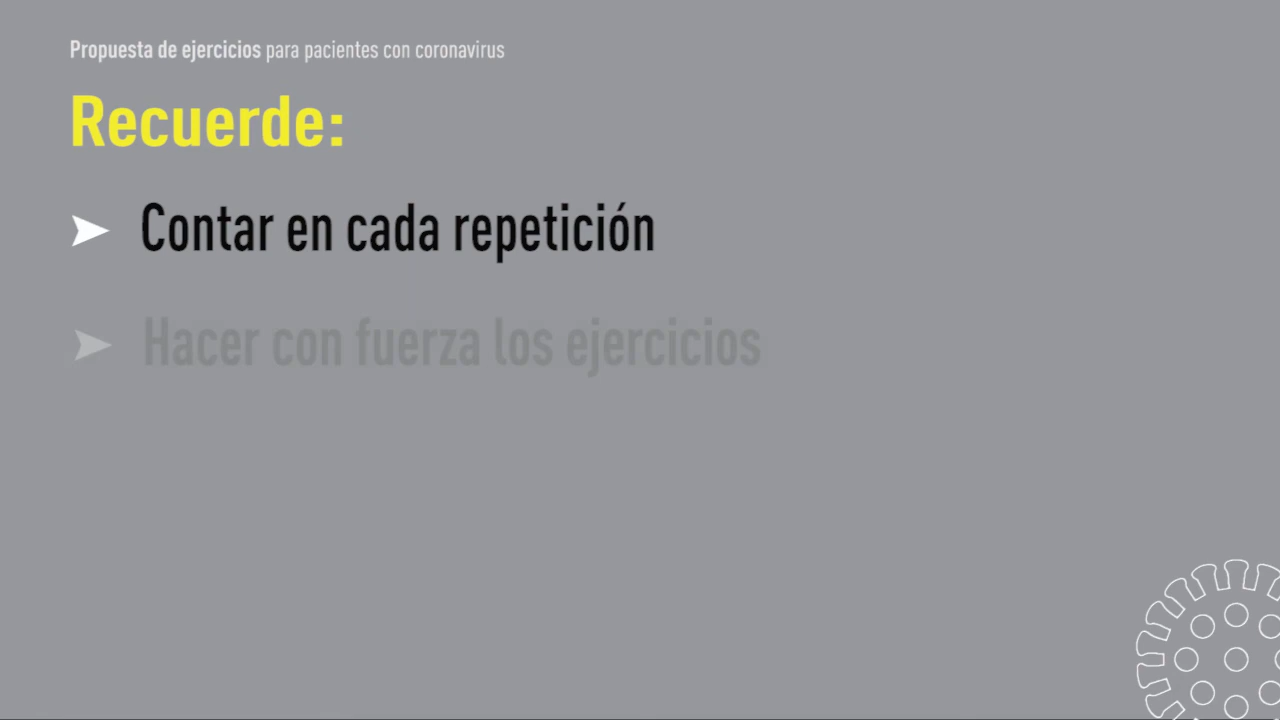 Propuesta de ejercicios para pacientes con coronavirus
Recuerde:
Contar en cada repetición
Hacer con fuerza los ejercicios